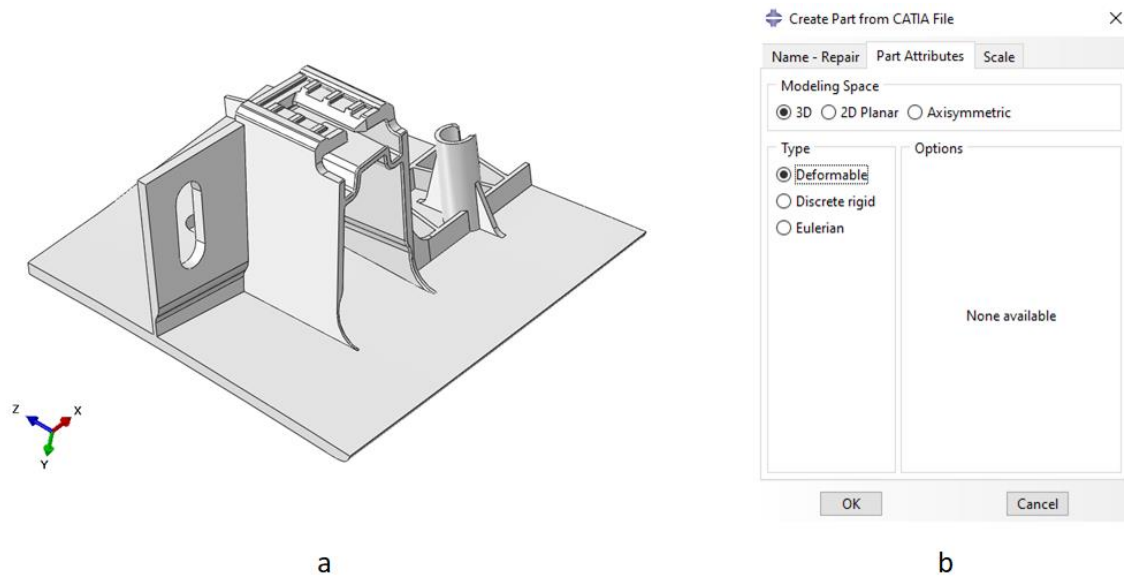 Z
X
Y
a
Create Part from CATIA File
Name - Repair Part Attributes Scale
Modeling Space
3D 2D Planar Axisymmetric
Type
Deformable
Discrete rigid
Eulerian
Options
None available
OK Cancel
b